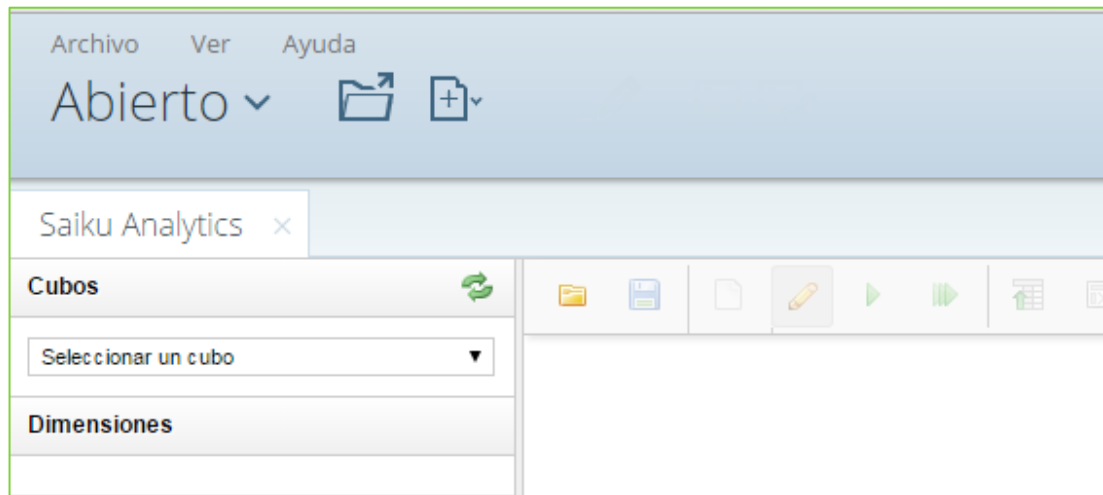 Archivo Ver Ayuda
Abierto
Saiku Analytics
Cubos
Seleccionar un cubo
Dimensiones